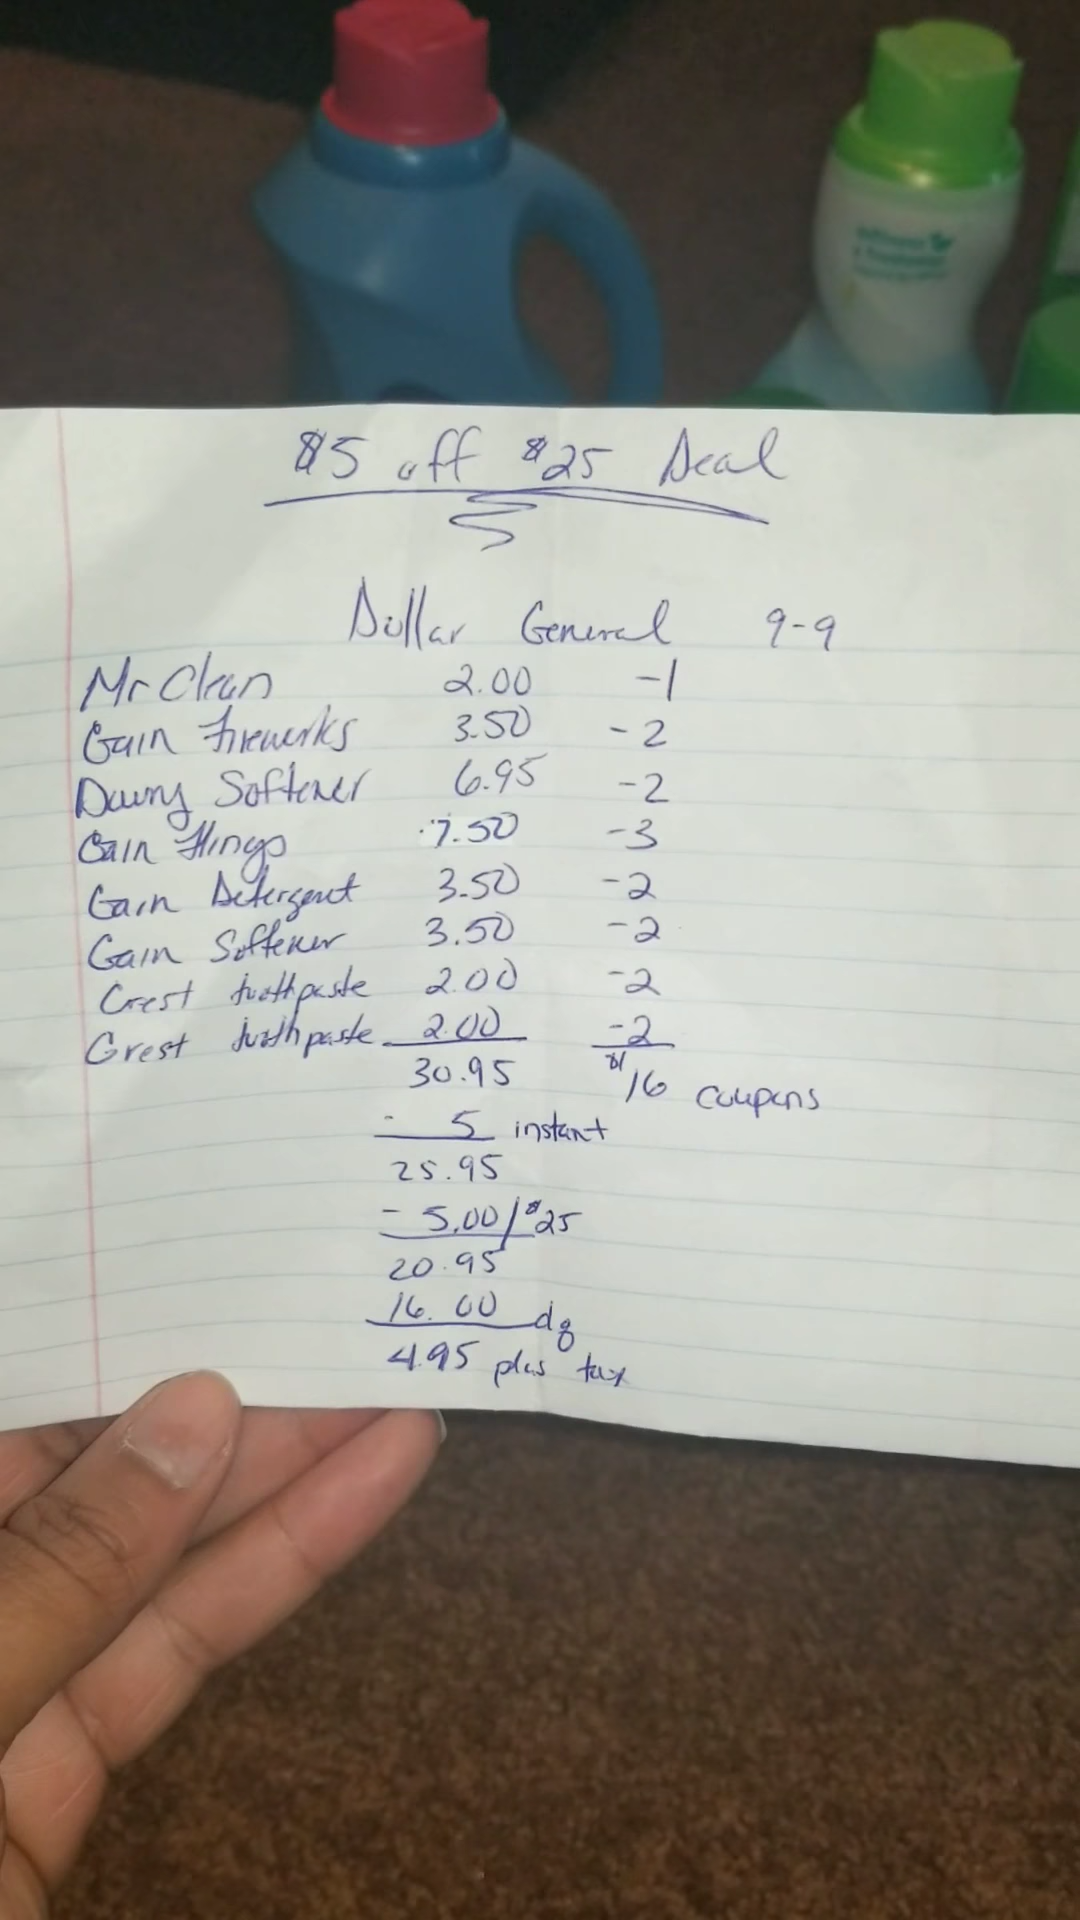 $5 off $25 Deal
Dollar General 9-9
Mr Clean 2.00 -1
Gain Fireworks 3.50 -2
Downy Softener 6.95 -2
Gain Flings 7.50 -3
Gain Detergent 3.50 -2
Gain Softener 3.50 -2
Crest toothpaste 2.00 -2
Crest toothpaste 2.00 -2
30.95 $16 coupons
- 5 instant
25.95
- 5.00/$25
20.95
16.00 dg
4.95 plus tax